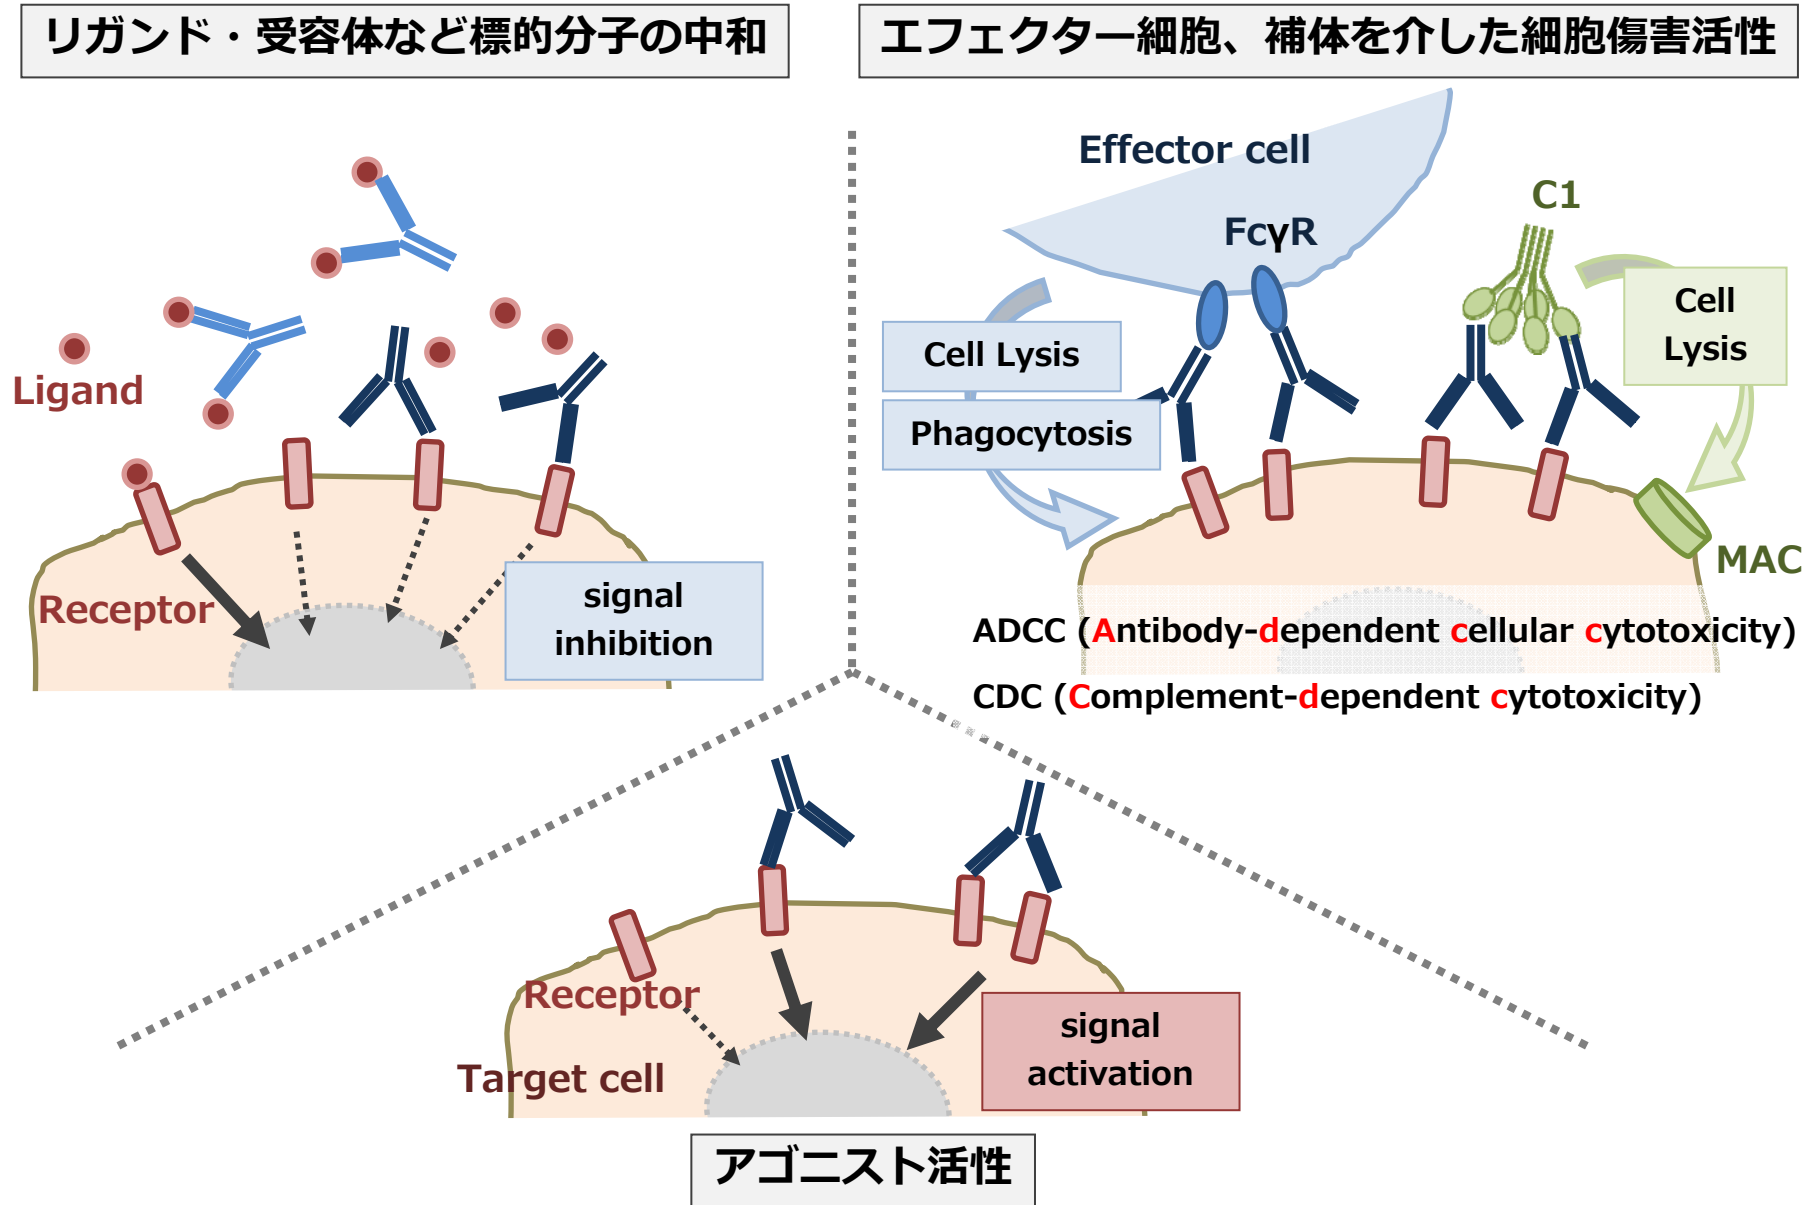 リガンド・受容体など標的分子の中和
Ligand
Receptor
signal
inhibition
エフェクター細胞、補体を介した細胞傷害活性
Effector cell
FcγR
C1
Cell Lysis
Phagocytosis
Cell
Lysis
MAC
ADCC (Antibody-dependent cellular cytotoxicity)
CDC (Complement-dependent cytotoxicity)
Receptor
Target cell
signal
activation
アゴニスト活性